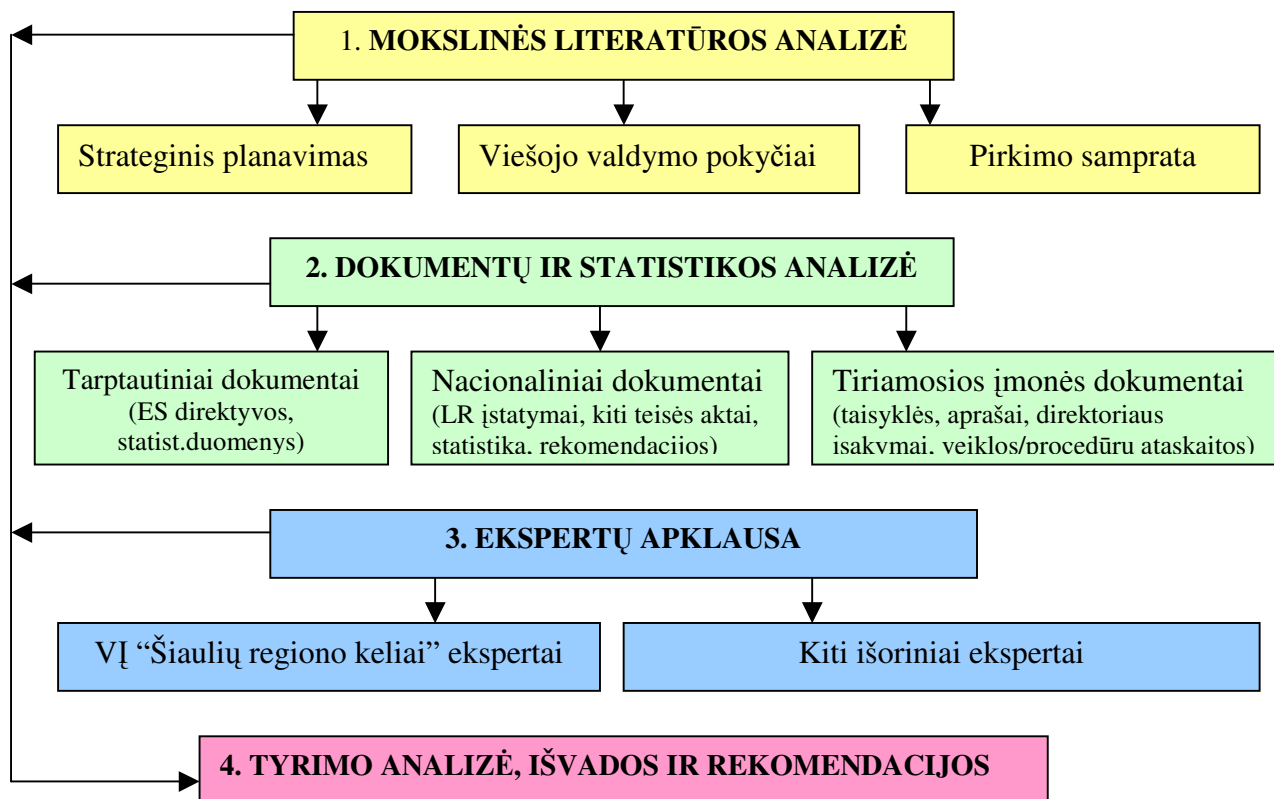 1. MOKSLINĖS LITERATŪROS ANALIZĖ
Strateginis planavimas
Viešojo valdymo pokyčiai
Pirkimo samprata
2. DOKUMENTŲ IR STATISTIKOS ANALIZĖ
Tarptautiniai dokumentai
(ES direktyvos,
statist.duomenys)
Nacionaliniai dokumentai
(LR įstatymai, kiti teisės aktai,
statistika, rekomendacijos)
Tiriamosios įmonės dokumentai
(taisyklės, aprašai, direktoriaus
įsakymai, veiklos/procedūrų ataskaitos)
3. EKSPERTŲ APKLAUSA
VĮ “Šiaulių regiono keliai” ekspertai
Kiti išoriniai ekspertai
4. TYRIMO ANALIZĖ, IŠVADOS IR REKOMENDACIJOS